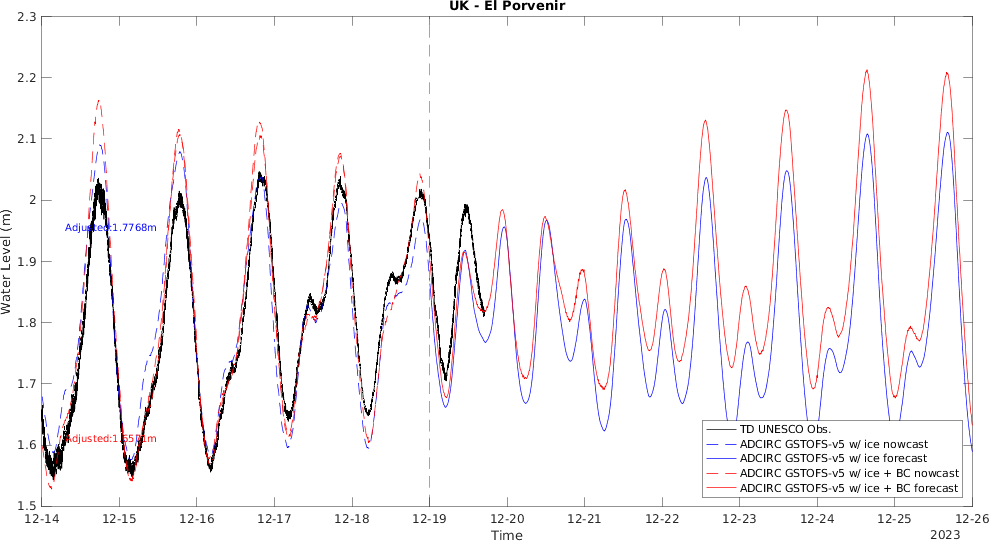 UK - El Porvenir
2.3
2.2
2.1
2
1.9
1.8
1.7
1.6
1.5
Water Level (m)
Adjusted:1.7768m
TD UNESCO Obs.
ADCIRC GSTOFS-v5 w/ ice nowcast
ADCIRC GSTOFS-v5 w/ ice forecast
ADCIRC GSTOFS-v5 w/ ice + BC nowcast
ADCIRC GSTOFS-v5 w/ ice + BC forecast
12-14 12-15 12-16 12-17 12-18 12-19 12-20 12-21 12-22 12-23 12-24 12-25 12-26
Time
2023